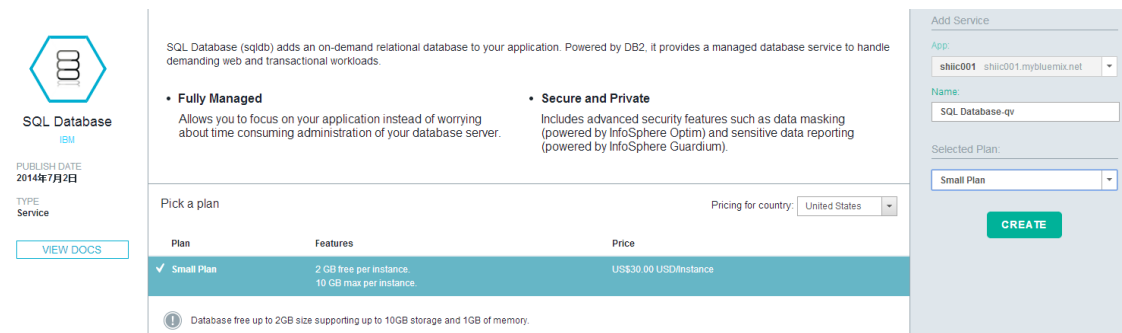 SQL Database
IBM
PUBLISH DATE
2014年7月2日
TYPE
Service
VIEW DOCS
SQL Database (sqldb) adds an on-demand relational database to your application. Powered by DB2, it provides a managed database service to handle
demanding web and transactional workloads.
• Fully Managed
Allows you to focus on your application instead of worrying
about time consuming administration of your database server.
• Secure and Private
Includes advanced security features such as data masking
(powered by InfoSphere Optim) and sensitive data reporting
(powered by InfoSphere Guardium).
Pick a plan
Pricing for country: United States
Plan Features Price
Small Plan 2 GB free per instance. US$30.00 USD/Instance
10 GB max per instance.
Database free up to 2GB size supporting up to 10GB storage and 1GB of memory.
Add Service
App:
shiic001 shiic001.mybluemix.net
Name:
SQL Database-qv
Selected Plan:
Small Plan
CREATE